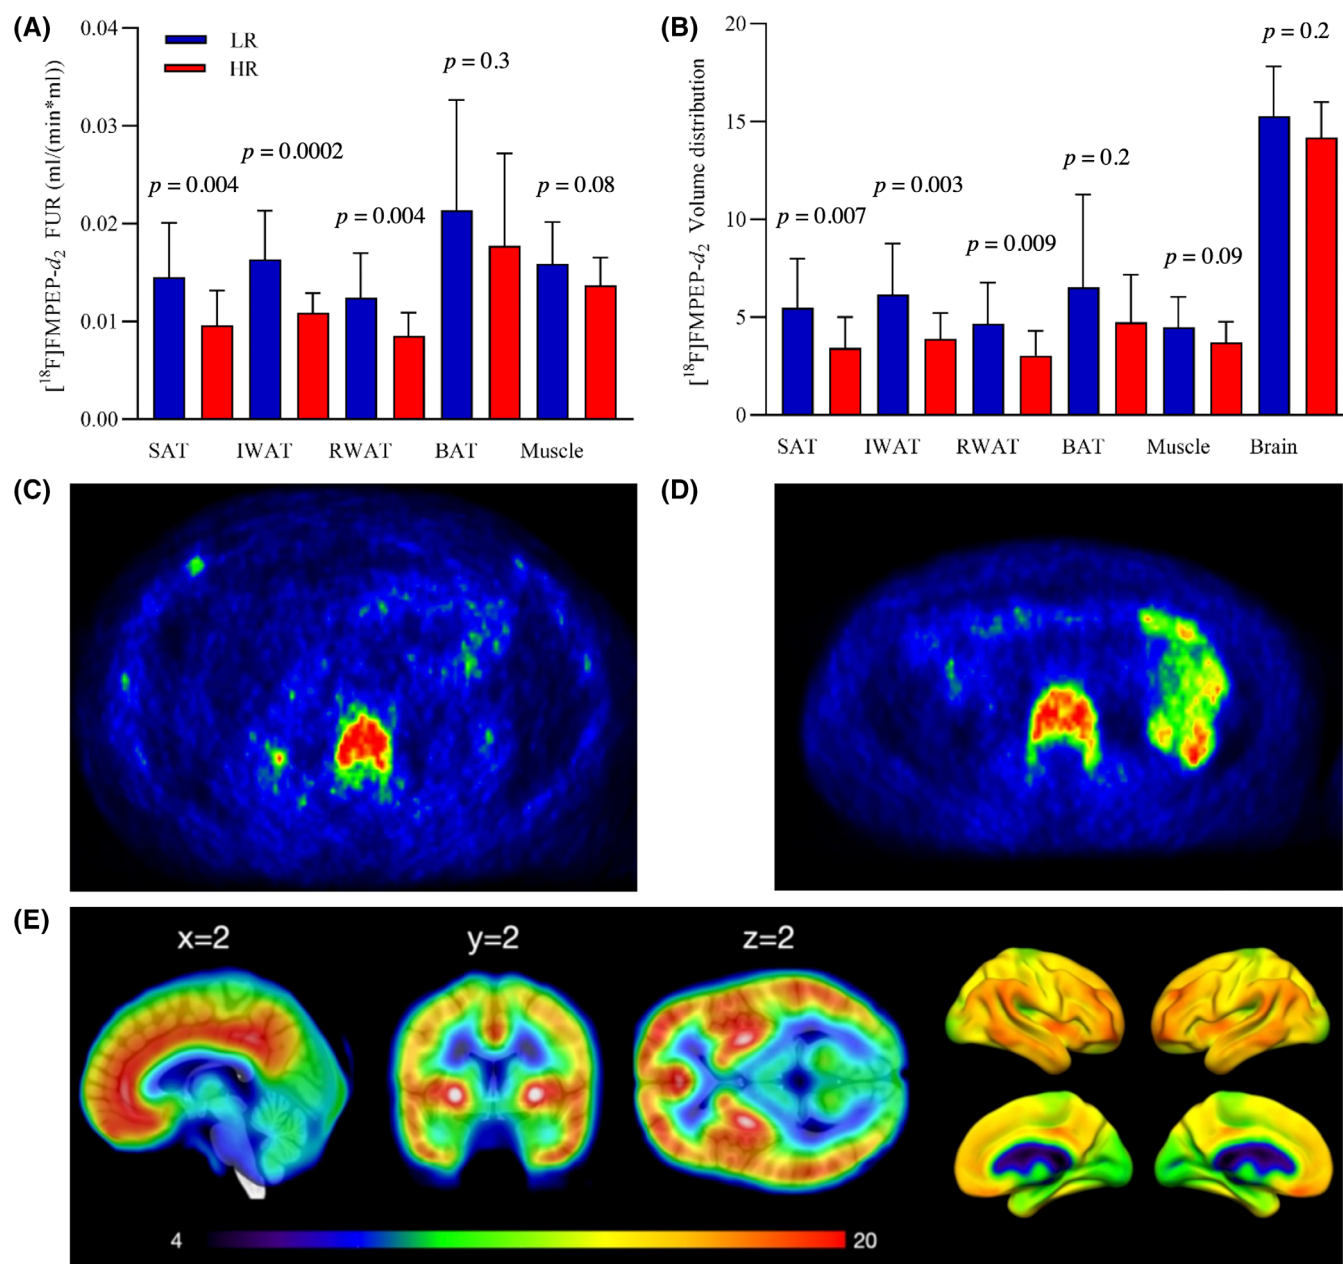 (A)
[¹⁸F]FMPEP-d₂ FUR (ml/(min*ml))
0.04
0.03
0.02
0.01
0.00
LR
HR
p = 0.004
p = 0.0002
p = 0.004
p = 0.3
p = 0.08
SAT IWAT RWAT BAT Muscle
(B)
[¹⁸F]FMPEP-d₂ Volume distribution
20
15
10
5
0
p = 0.007
p = 0.003
p = 0.009
p = 0.2
p = 0.09
p = 0.2
SAT IWAT RWAT BAT Muscle Brain
(C)
(D)
(E)
x=2 y=2 z=2
4 20